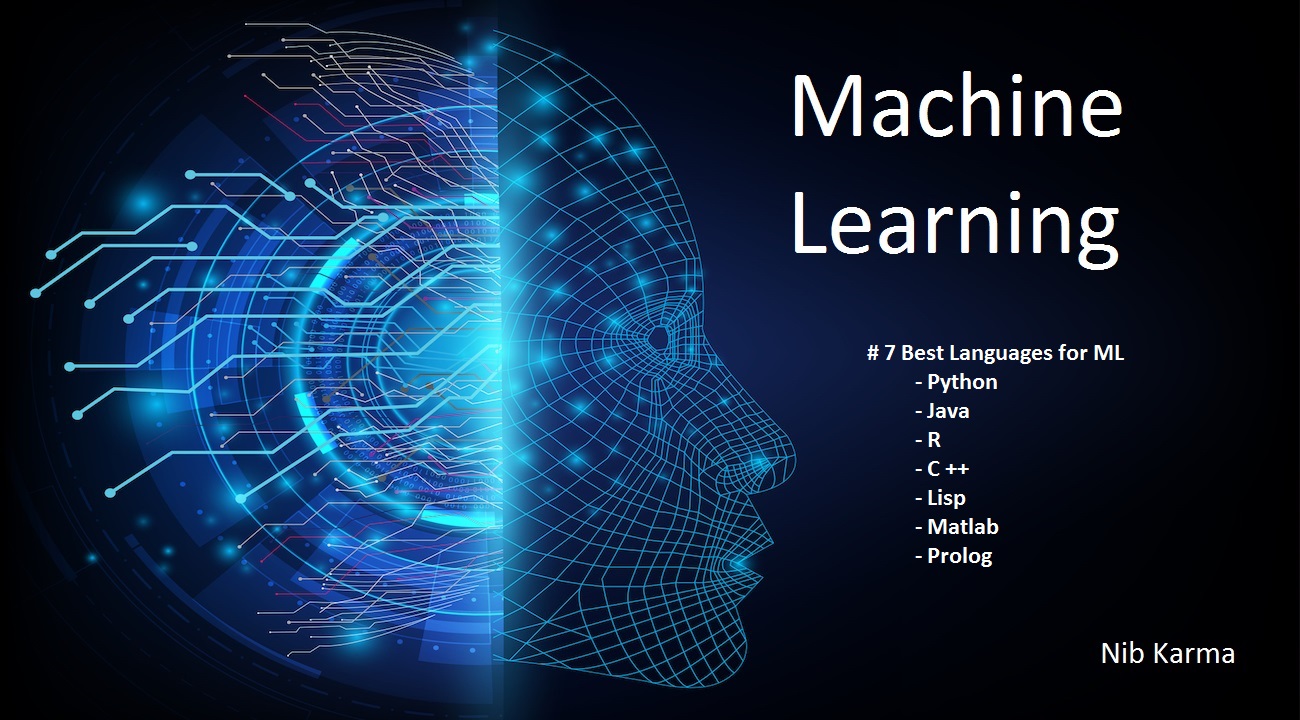 Machine
Learning
# 7 Best Languages for ML
- Python
- Java
- R
- C ++
- Lisp
- Matlab
- Prolog
Nib Karma